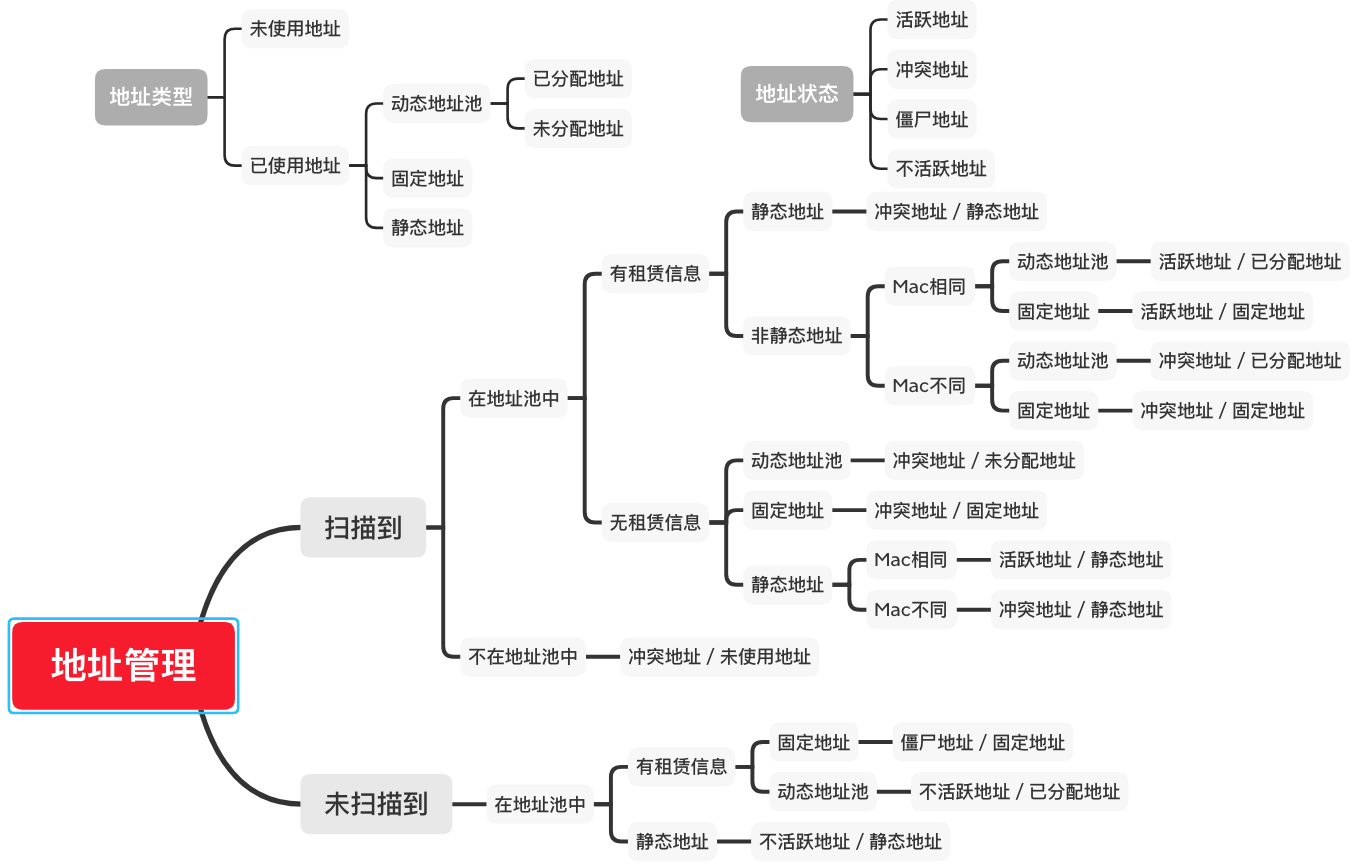 地址类型
未使用地址
已使用地址
动态地址池
已分配地址
未分配地址
固定地址
静态地址
地址状态
活跃地址
冲突地址
僵尸地址
不活跃地址
地址管理
扫描到
在地址池中
有租赁信息
静态地址
冲突地址 / 静态地址
非静态地址
Mac相同
动态地址池
活跃地址 / 已分配地址
固定地址
活跃地址 / 固定地址
Mac不同
动态地址池
冲突地址 / 已分配地址
固定地址
冲突地址 / 固定地址
无租赁信息
动态地址池
冲突地址 / 未分配地址
固定地址
冲突地址 / 固定地址
静态地址
Mac相同
活跃地址 / 静态地址
Mac不同
冲突地址 / 静态地址
不在地址池中
冲突地址 / 未使用地址
未扫描到
在地址池中
有租赁信息
固定地址
僵尸地址 / 固定地址
动态地址池
不活跃地址 / 已分配地址
静态地址
不活跃地址 / 静态地址